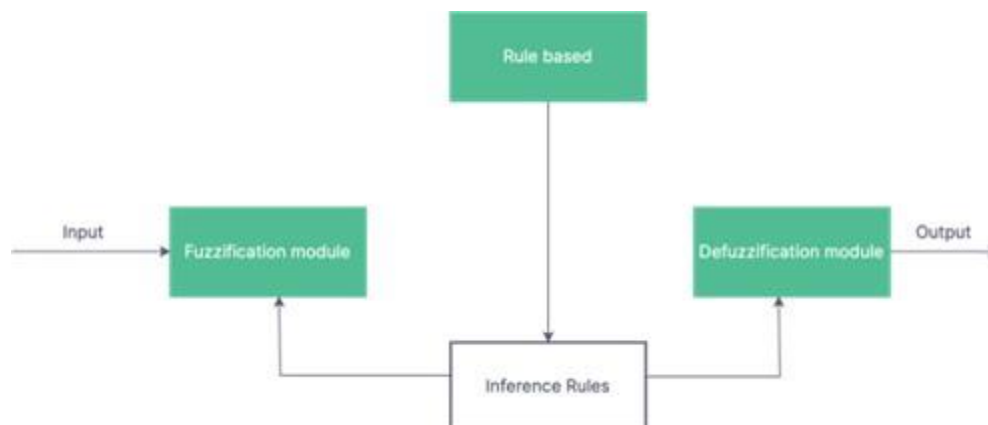 Rule based
Input
Fuzzification module
Defuzzification module
Output
Inference Rules